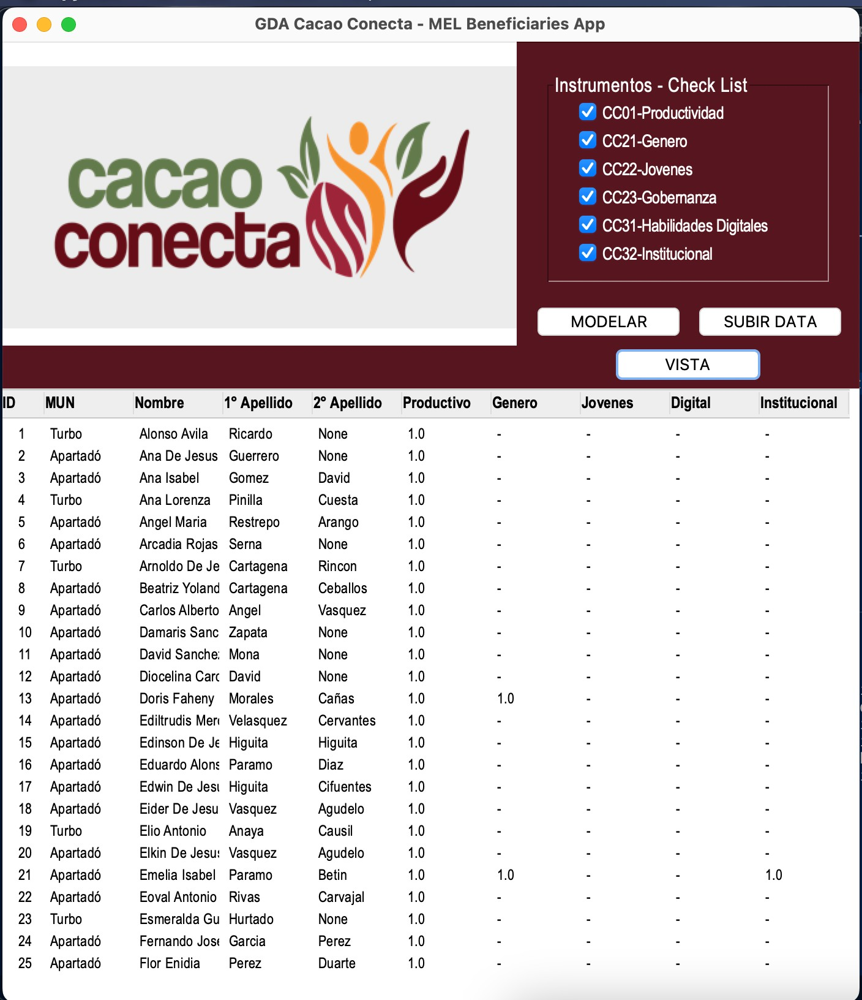 GDA Cacao Conecta - MEL Beneficiaries App
cacao
conecta
Instrumentos - Check List
CC01-Productividad
CC21-Genero
CC22-Jovenes
CC23-Gobernanza
CC31-Habilidades Digitales
CC32-Institucional
MODELAR SUBIR DATA
VISTA
ID MUN Nombre 1° Apellido 2° Apellido Productivo Genero Jovenes Digital Institucional
1 Turbo Alonso Avila Ricardo None 1.0 - - - -
2 Apartadó Ana De Jesus Guerrero None 1.0 - - - -
3 Apartadó Ana Isabel Gomez David 1.0 - - - -
4 Turbo Ana Lorenza Pinilla Cuesta 1.0 - - - -
5 Apartadó Angel Maria Restrepo Arango 1.0 - - - -
6 Apartadó Arcadia Rojas Serna None 1.0 - - - -
7 Turbo Arnoldo De Je Cartagena Rincon 1.0 - - - -
8 Apartadó Beatriz Yoland Cartagena Ceballos 1.0 - - - -
9 Apartadó Carlos Alberto Angel Vasquez 1.0 - - - -
10 Apartadó Damaris Sanc Zapata None 1.0 - - - -
11 Apartadó David Sanchez Mona None 1.0 - - - -
12 Apartadó Diocelina Caro David None 1.0 - - - -
13 Apartadó Doris Faheny Morales Cañas 1.0 1.0 - - -
14 Apartadó Ediltrudis Merc Velasquez Cervantes 1.0 - - - -
15 Apartadó Edinson De Je Higuita Higuita 1.0 - - - -
16 Apartadó Eduardo Alons Paramo Diaz 1.0 - - - -
17 Apartadó Edwin De Jesu Higuita Cifuentes 1.0 - - - -
18 Apartadó Eider De Jesu Vasquez Agudelo 1.0 - - - -
19 Turbo Elio Antonio Anaya Causil 1.0 - - - -
20 Apartadó Elkin De Jesus Vasquez Agudelo 1.0 - - - -
21 Apartadó Emelia Isabel Paramo Betin 1.0 1.0 - - 1.0
22 Apartadó Eoval Antonio Rivas Carvajal 1.0 - - - -
23 Turbo Esmeralda Gu Hurtado None 1.0 - - - -
24 Apartadó Fernando Jose Garcia Perez 1.0 - - - -
25 Apartadó Flor Enidia Perez Duarte 1.0 - - - -